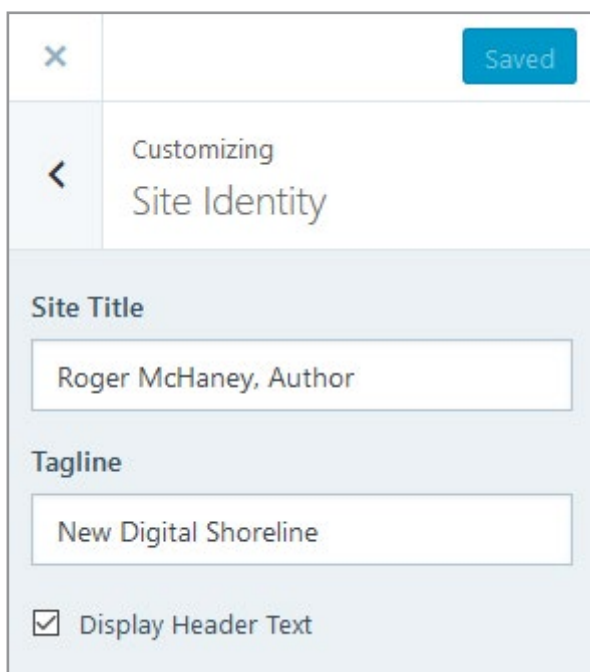 Saved
Customizing
Site Identity
Site Title
Roger McHaney, Author
Tagline
New Digital Shoreline
Display Header Text